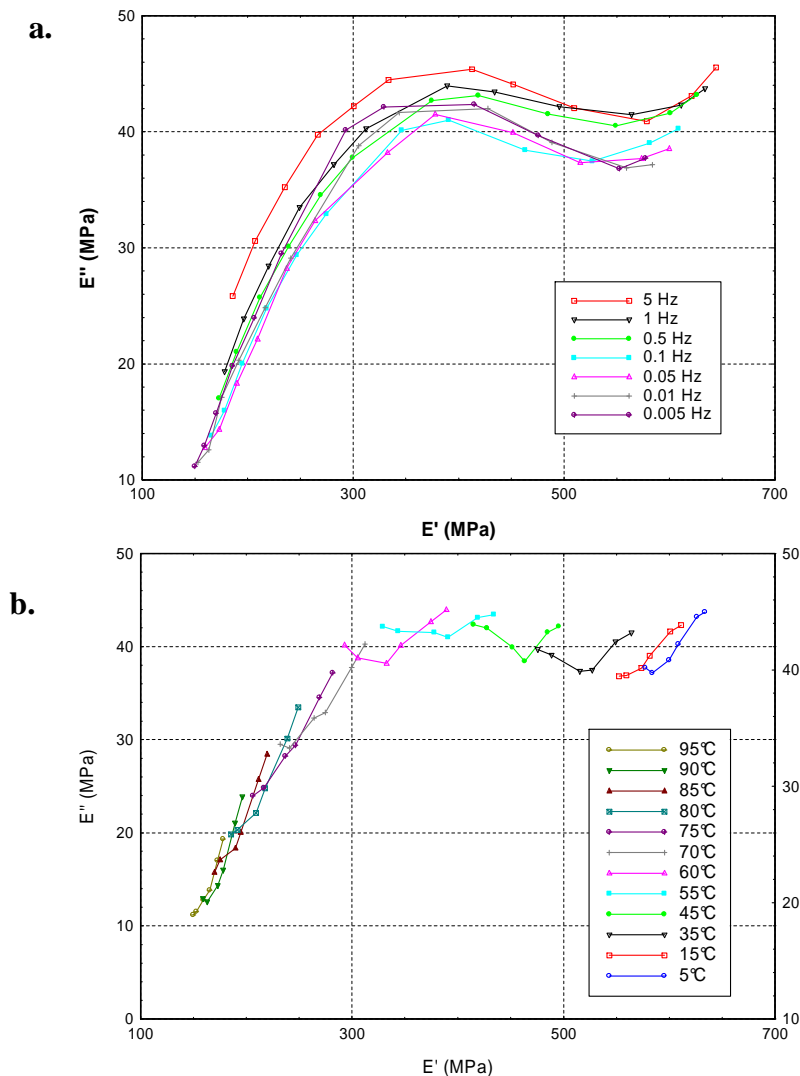 a.
50
40
30
20
10
E'' (MPa)
5 Hz
1 Hz
0.5 Hz
0.1 Hz
0.05 Hz
0.01 Hz
0.005 Hz
100 300 500 700
E' (MPa)
b.
50 50
40 40
30 30
20 20
10
0 10
E'' (MPa)
95°C
90°C
85°C
80°C
75°C
70°C
60°C
55°C
45°C
35°C
15°C
5°C
100 300 500 700
E' (MPa)